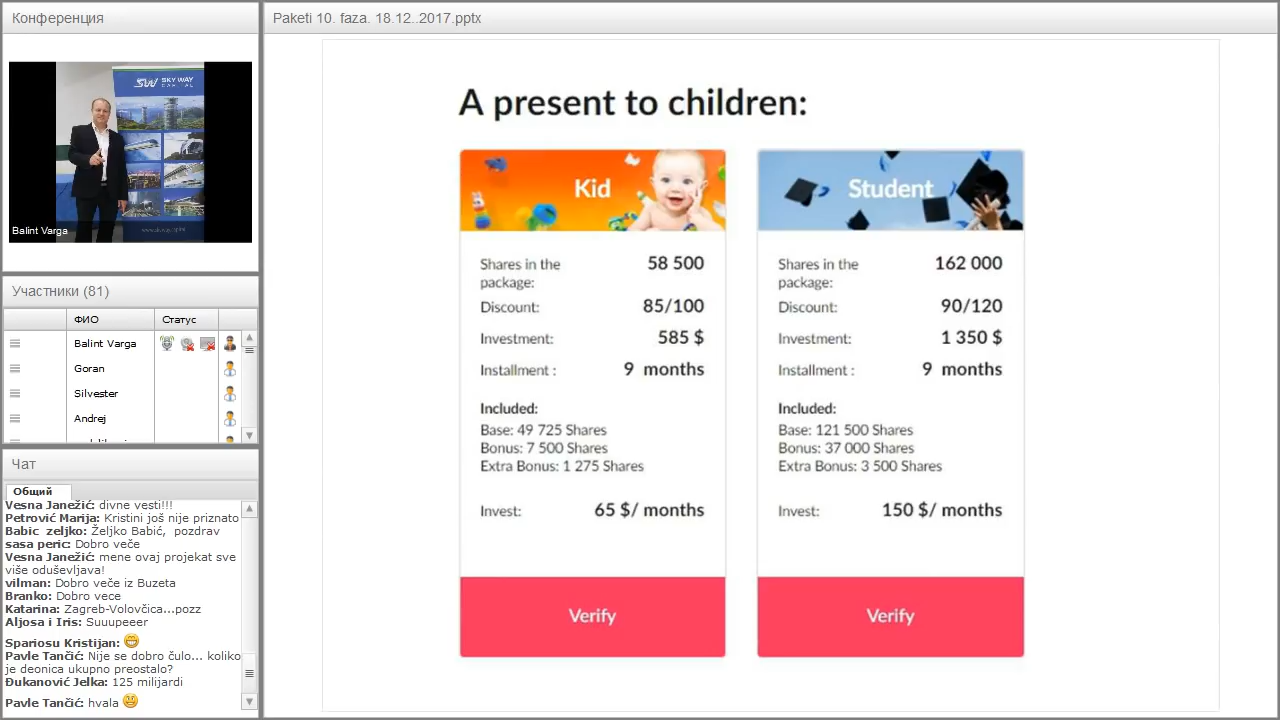 Конференция
SKY WAY
CAPITAL
Balint Varga
Участники (81)
ФИО
Статус
Balint Varga
Goran
Silvester
Andrej
Чат
Общий
Vesna Janežić: divne vesti!!!
Petrović Marija: Kristini još nije priznato
Babic zeljko: Željko Babić, pozdrav
sasa peric: Dobro veče
Vesna Janežić: mene ovaj projekat sve
više oduševljava!
vilman: Dobro veče iz Buzeta
Branko: Dobro vece
Katarina: Zagreb-Volovčica...pozz
Aljosa i Iris: Suuupeeer
Spariosu Kristijan:
Pavle Tančić: Nije se dobro čulo... koliko
je deonica ukupno preostalo?
Đukanović Jelka: 125 milijardi
Pavle Tančić: hvala
Paketi 10. faza. 18.12..2017.pptx
A present to children:
Kid
Shares in the
package:
58 500
Discount: 85/100
Investment: 585 $
Installment : 9 months
Included:
Base: 49 725 Shares
Bonus: 7 500 Shares
Extra Bonus: 1 275 Shares
Invest: 65 $/ months
Verify
Student
Shares in the
package:
162 000
Discount: 90/120
Investment: 1 350 $
Installment : 9 months
Included:
Base: 121 500 Shares
Bonus: 37 000 Shares
Extra Bonus: 3 500 Shares
Invest: 150 $/ months
Verify